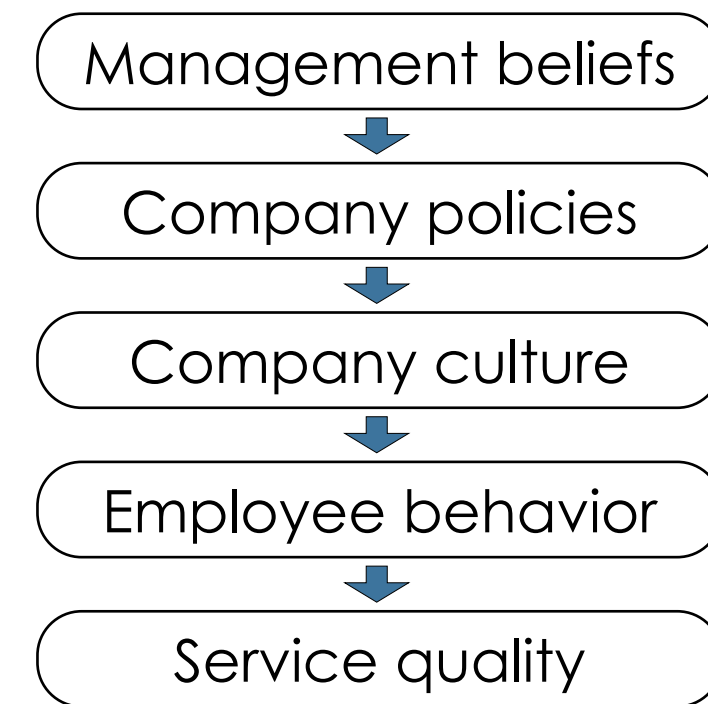 Management beliefs
Company policies
Company culture
Employee behavior
Service quality